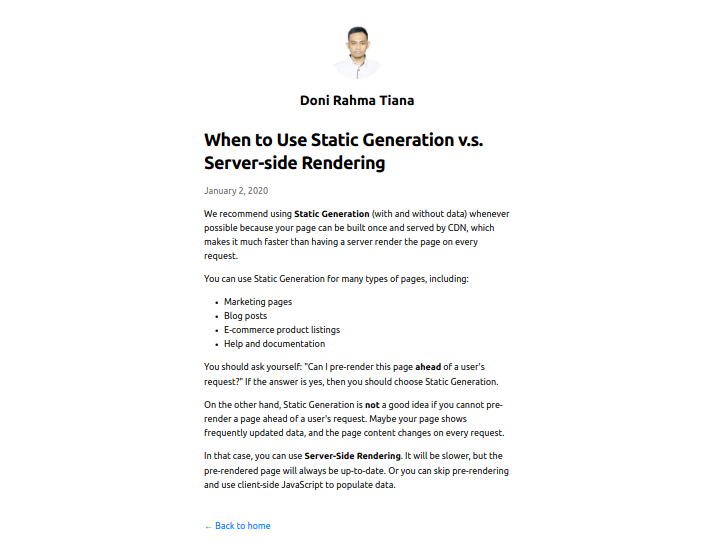 Doni Rahma Tiana
When to Use Static Generation v.s.
Server-side Rendering
January 2, 2020
We recommend using Static Generation (with and without data) whenever
possible because your page can be built once and served by CDN, which
makes it much faster than having a server render the page on every
request.
You can use Static Generation for many types of pages, including:
• Marketing pages
• Blog posts
• E-commerce product listings
• Help and documentation
You should ask yourself: "Can I pre-render this page ahead of a user's
request?" If the answer is yes, then you should choose Static Generation.
On the other hand, Static Generation is not a good idea if you cannot pre-
render a page ahead of a user's request. Maybe your page shows
frequently updated data, and the page content changes on every request.
In that case, you can use Server-Side Rendering. It will be slower, but the
pre-rendered page will always be up-to-date. Or you can skip pre-rendering
and use client-side JavaScript to populate data.
← Back to home